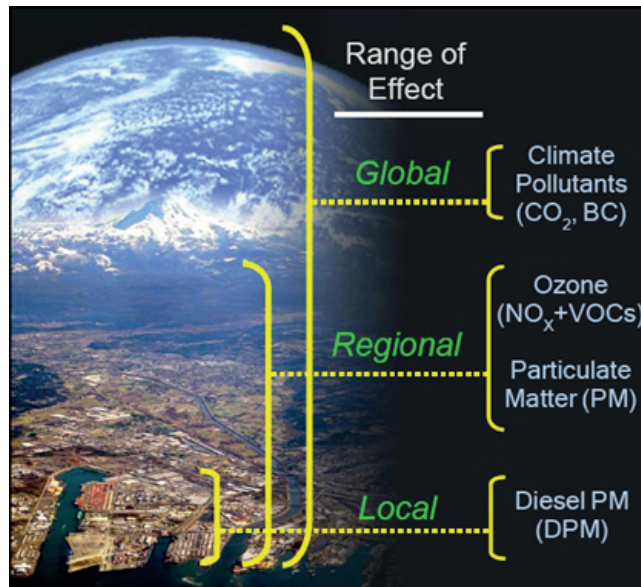 Range of
Effect
Global
Climate
Pollutants
(CO₂, BC)
Regional
Ozone
(NOₓ+VOCs)
Particulate
Matter (PM)
Local
Diesel PM
(DPM)